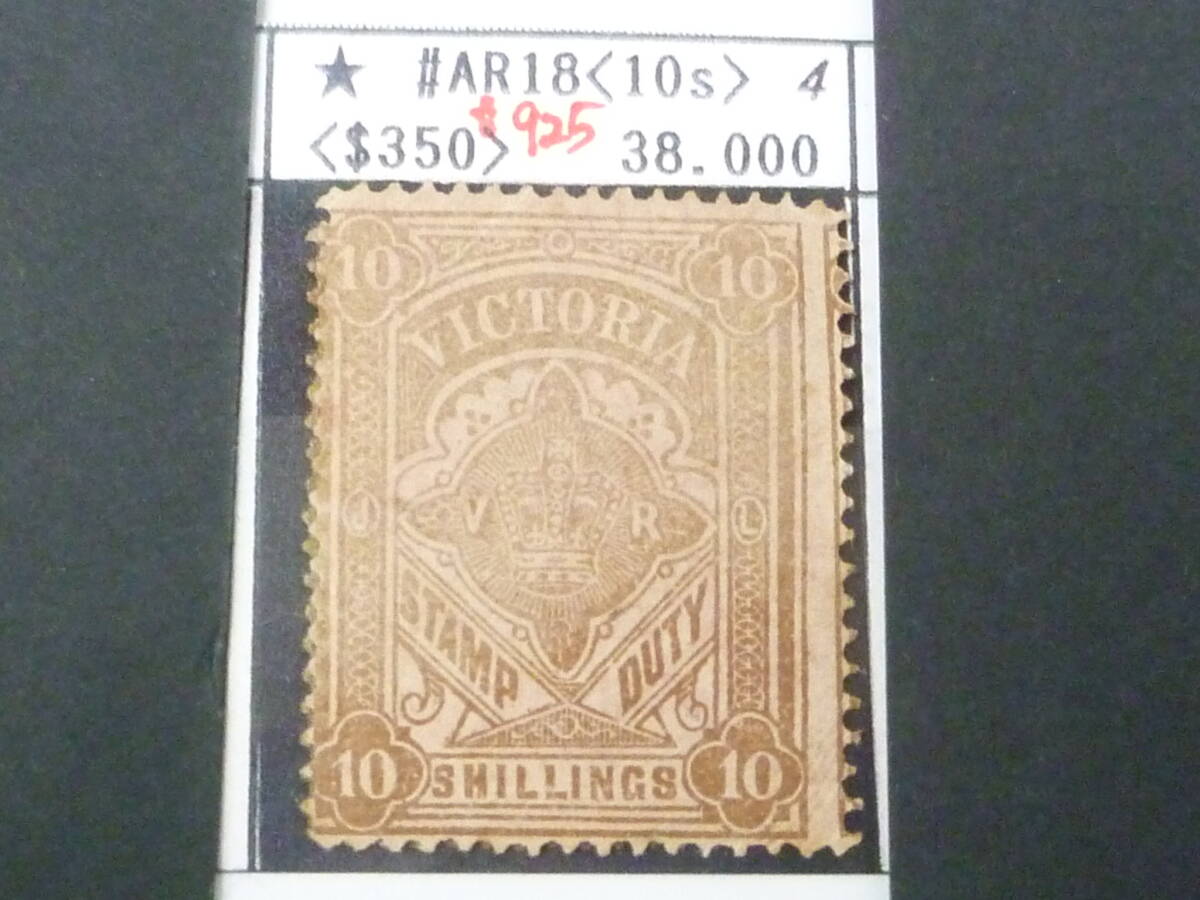 ★ #AR18<10s> 4
$925
<$350> 38.000
10 10
VICTORIA
V R
J L
STAMP DUTY
10 SHILLINGS 10